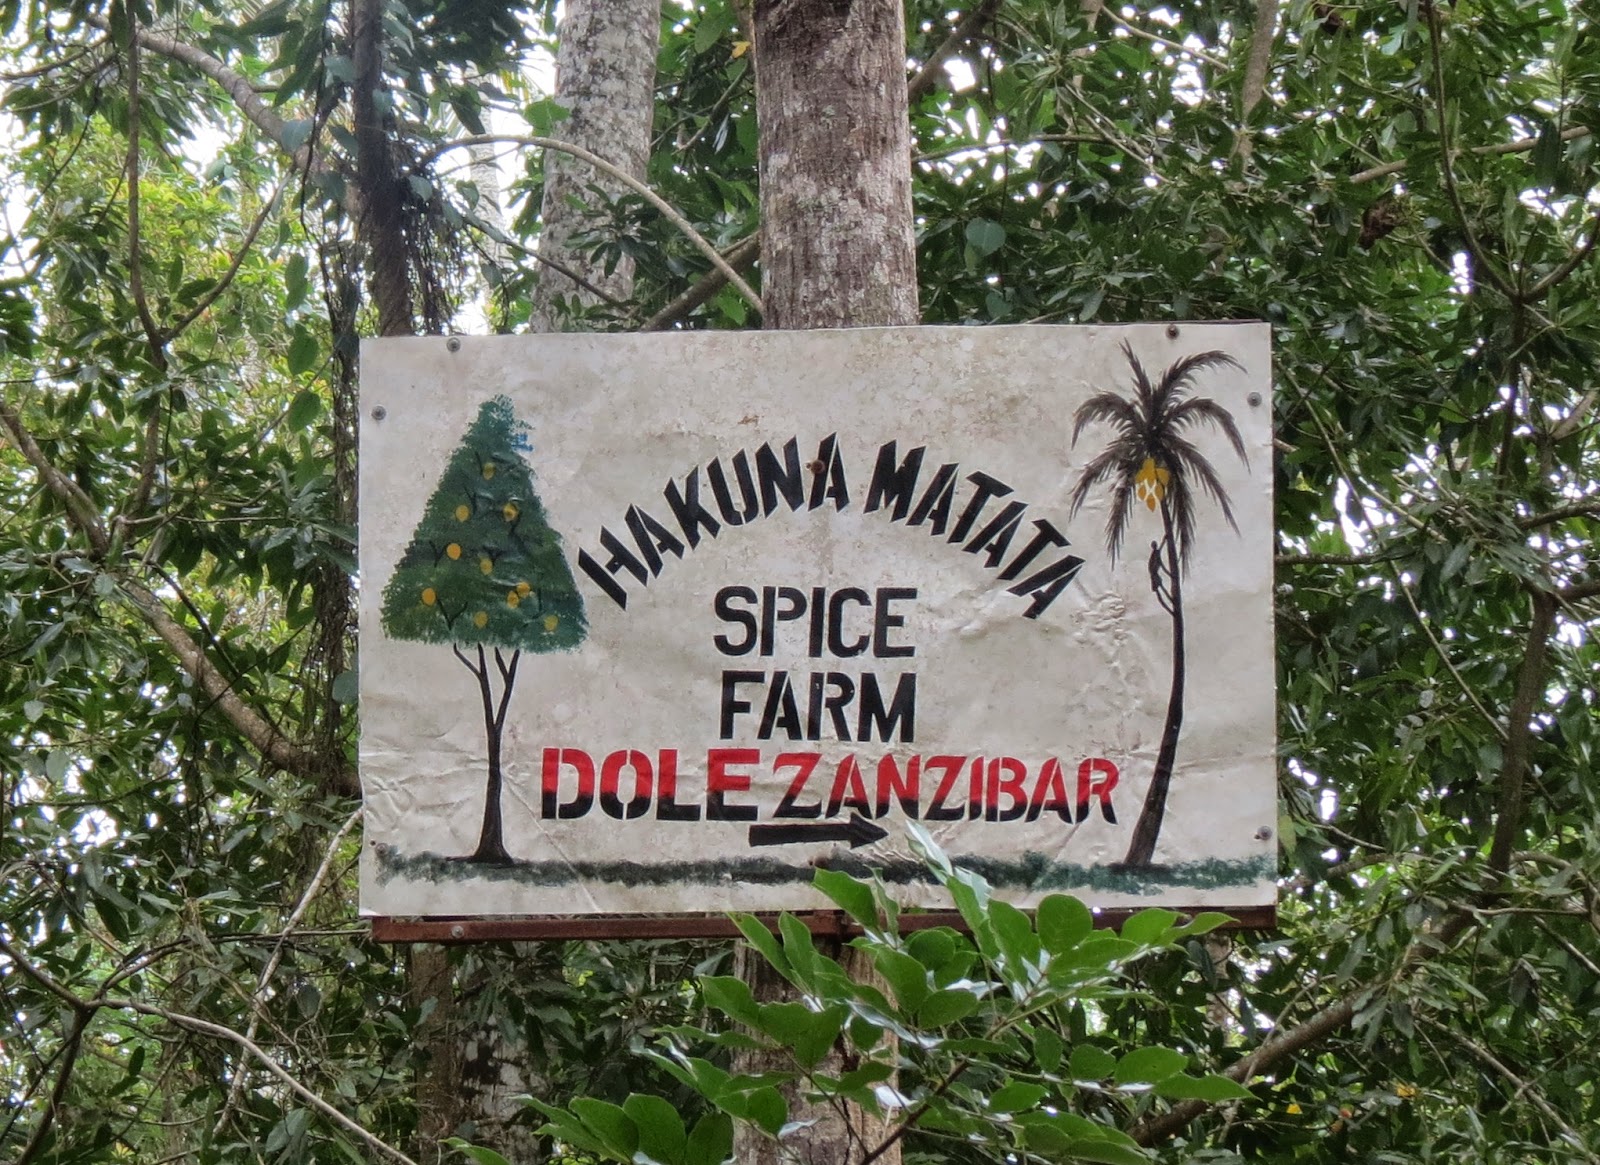 HAKUNA MATATA
SPICE
FARM
DOLE ZANZIBAR